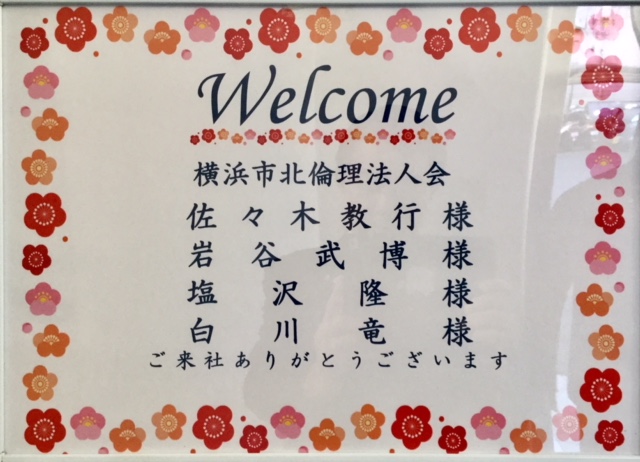 Welcome
横浜市北倫理法人会
佐々木教行様
岩谷武博様
塩沢隆様
白川竜様
ご来社ありがとうございます